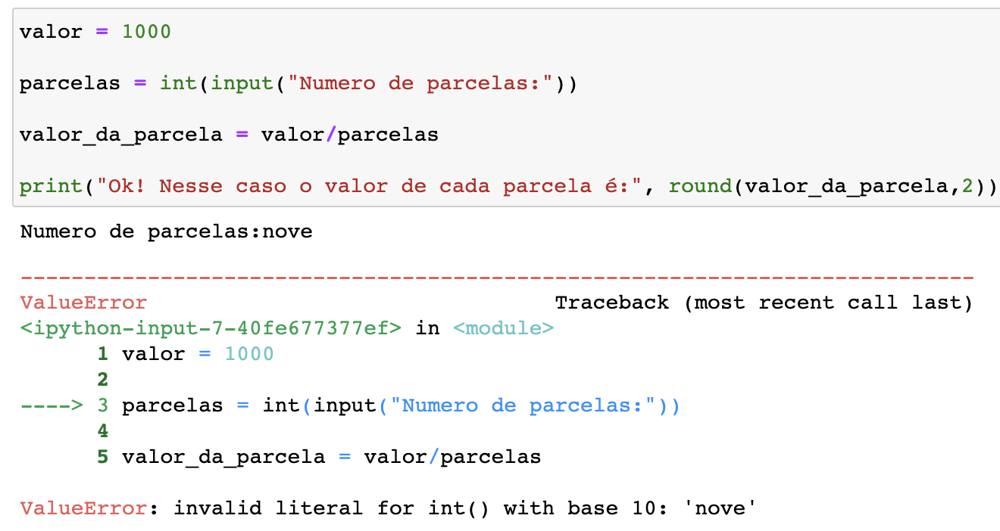 valor = 1000
parcelas = int(input("Numero de parcelas:"))
valor_da_parcela = valor/parcelas
print("Ok! Nesse caso o valor de cada parcela é:", round(valor_da_parcela,2))
Numero de parcelas:nove
---------------------------------------------------------------------------
ValueError                                Traceback (most recent call last)
<ipython-input-7-40fe677377ef> in <module>
      1 valor = 1000
      2
----> 3 parcelas = int(input("Numero de parcelas:"))
      4
      5 valor_da_parcela = valor/parcelas
ValueError: invalid literal for int() with base 10: 'nove'